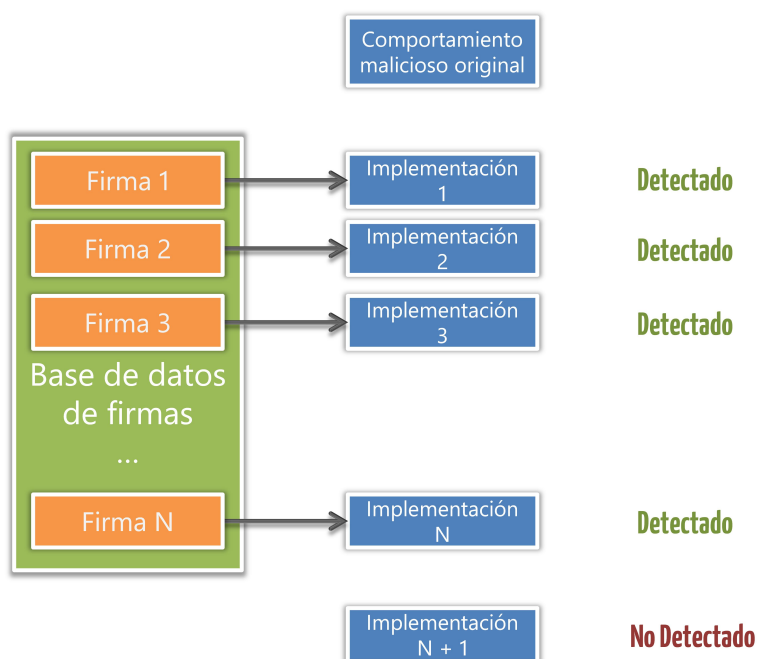 Comportamiento
malicioso original
Firma 1
Implementación
1
Detectado
Firma 2
Implementación
2
Detectado
Firma 3
Implementación
3
Detectado
Base de datos
de firmas
...
Firma N
Implementación
N
Detectado
Implementación
N + 1
No Detectado